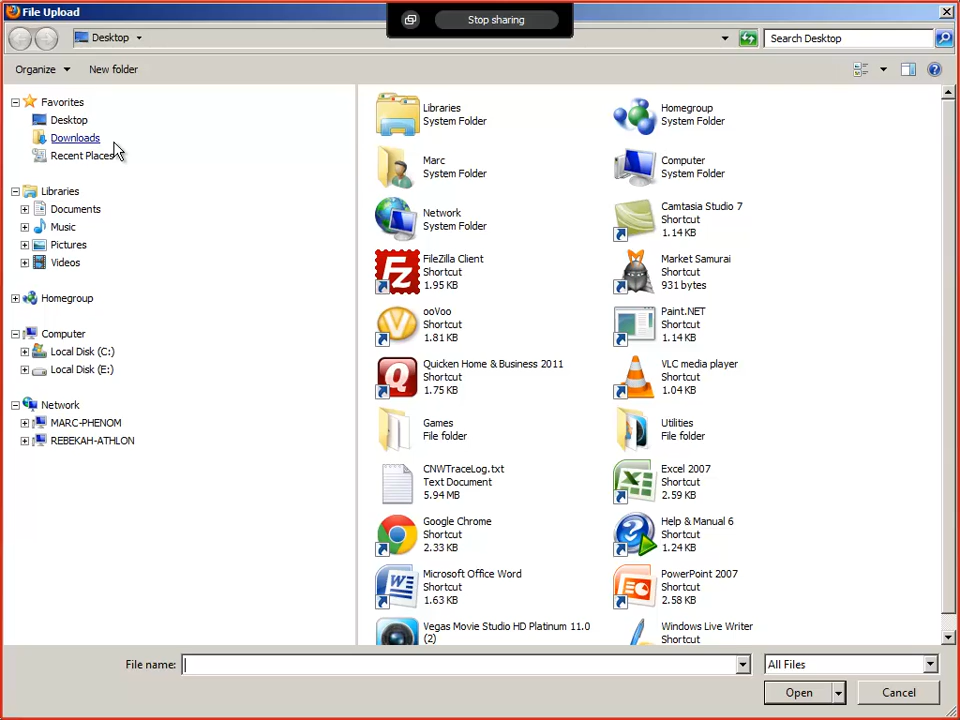 File Upload
Stop sharing
Desktop
Search Desktop
Organize
New folder
Favorites
Desktop
Downloads
Recent Places
Libraries
Documents
Music
Pictures
Videos
Homegroup
Computer
Local Disk (C:)
Local Disk (E:)
Network
MARC-PHENOM
REBEKAH-ATHLON
Libraries
System Folder
Homegroup
System Folder
Marc
System Folder
Computer
System Folder
Network
System Folder
Camtasia Studio 7
Shortcut
1.14 KB
FileZilla Client
Shortcut
1.95 KB
Market Samurai
Shortcut
931 bytes
ooVoo
Shortcut
1.81 KB
Paint.NET
Shortcut
1.14 KB
Quicken Home & Business 2011
Shortcut
1.75 KB
VLC media player
Shortcut
1.04 KB
Games
File folder
Utilities
File folder
CNWTraceLog.txt
Text Document
5.94 MB
Excel 2007
Shortcut
2.59 KB
Google Chrome
Shortcut
2.33 KB
Help & Manual 6
Shortcut
1.24 KB
Microsoft Office Word
Shortcut
1.63 KB
PowerPoint 2007
Shortcut
2.58 KB
Vegas Movie Studio HD Platinum 11.0
(2)
Windows Live Writer
Shortcut
File name:
All Files
Open
Cancel